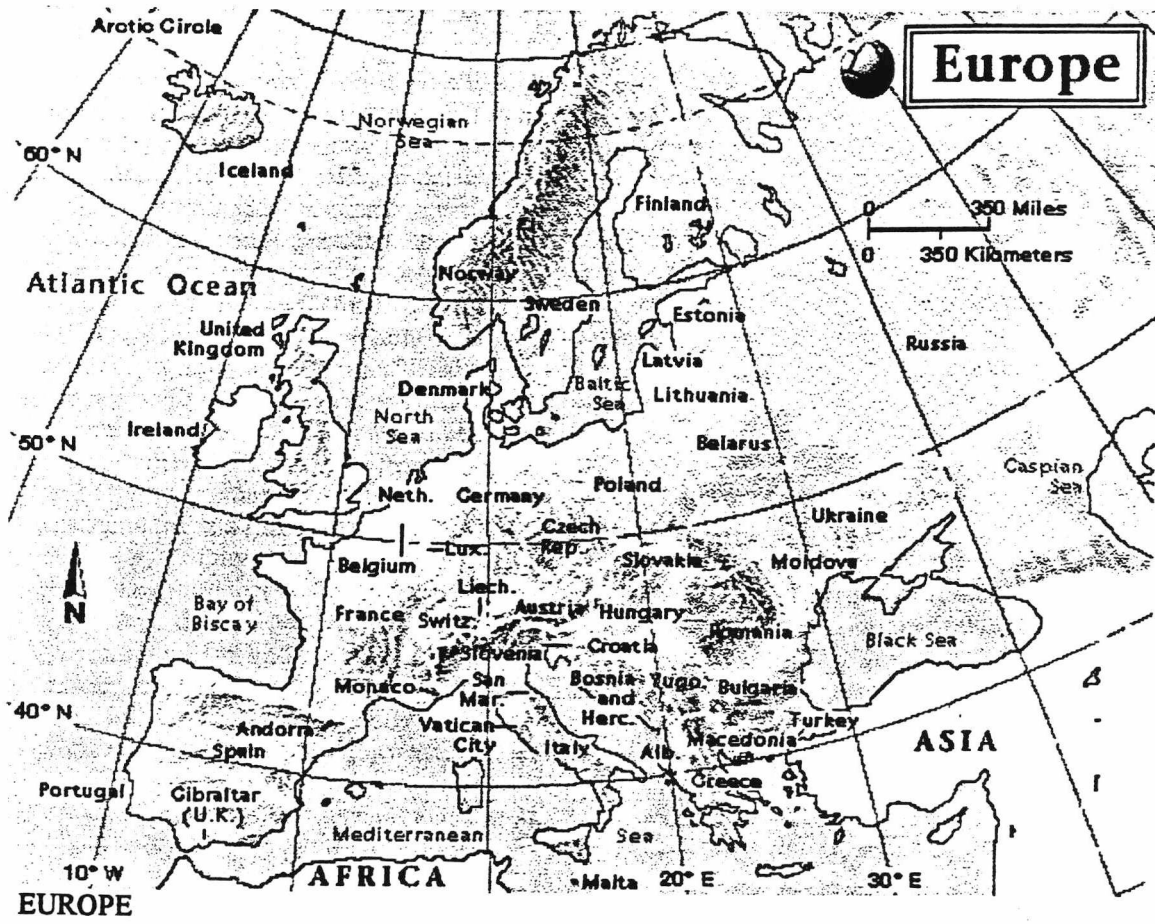 Arctic Circle
Europe
Norwegian
Sea
60° N
Iceland
Finland
0 350 Miles
0 350 Kilometers
Norway
Atlantic Ocean
Sweden
Estonia
United
Kingdom
Russia
Latvia
Denmark
Baltic
Sea
Lithuania
North
Sea
Ireland
50° N
Belarus
Caspian
Sea
Neth.
Germany
Poland
Ukraine
Czech
Rep.
Lux.
Belgium
Slovakia
Moldova
Liech.
N
Bay of
Biscay
France
Switz.
Austria
Hungary
Romania
Black Sea
Slovenia
Croatia
Monaco
San
Mar.
Bosnia
and
Herc.
Yugo.
Bulgaria
40° N
Andorra
Vatican
City
Turkey
Spain
Italy
Alb.
Macedonia
ASIA
Portugal
Gibraltar
(U.K.)
Greece
Mediterranean Sea
10° W
AFRICA
Malta
20° E
30° E
EUROPE